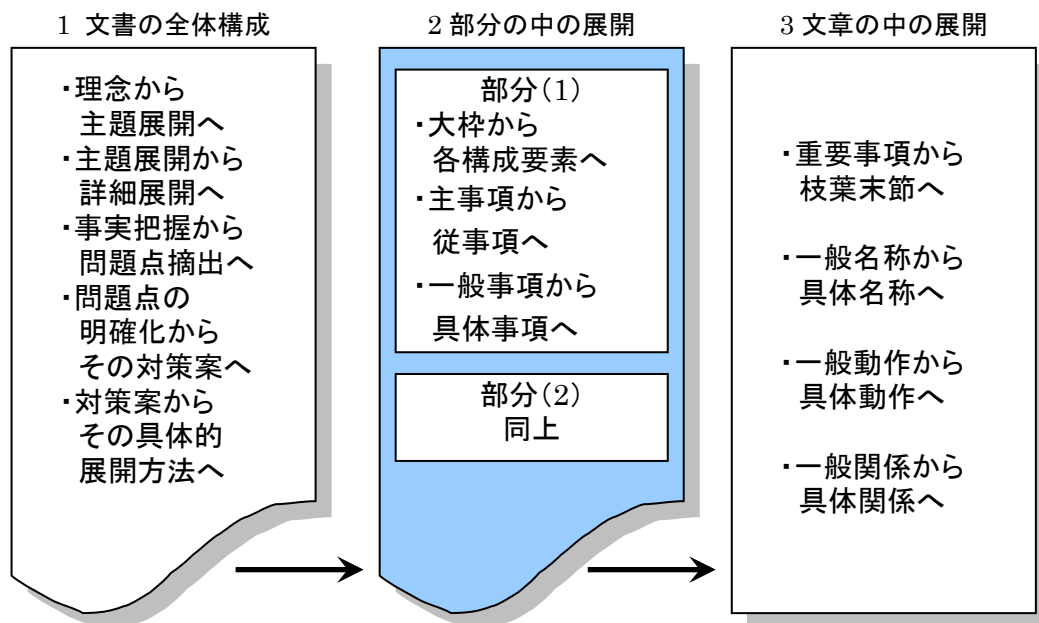 1 文書の全体構成
・理念から
主題展開へ
・主題展開から
詳細展開へ
・事実把握から
問題点摘出へ
・問題点の
明確化から
その対策案へ
・対策案から
その具体的
展開方法へ
2 部分の中の展開
部分(1)
・大枠から
各構成要素へ
・主事項から
従事項へ
・一般事項から
具体事項へ
部分(2)
同上
3 文章の中の展開
・重要事項から
枝葉末節へ
・一般名称から
具体名称へ
・一般動作から
具体動作へ
・一般関係から
具体関係へ